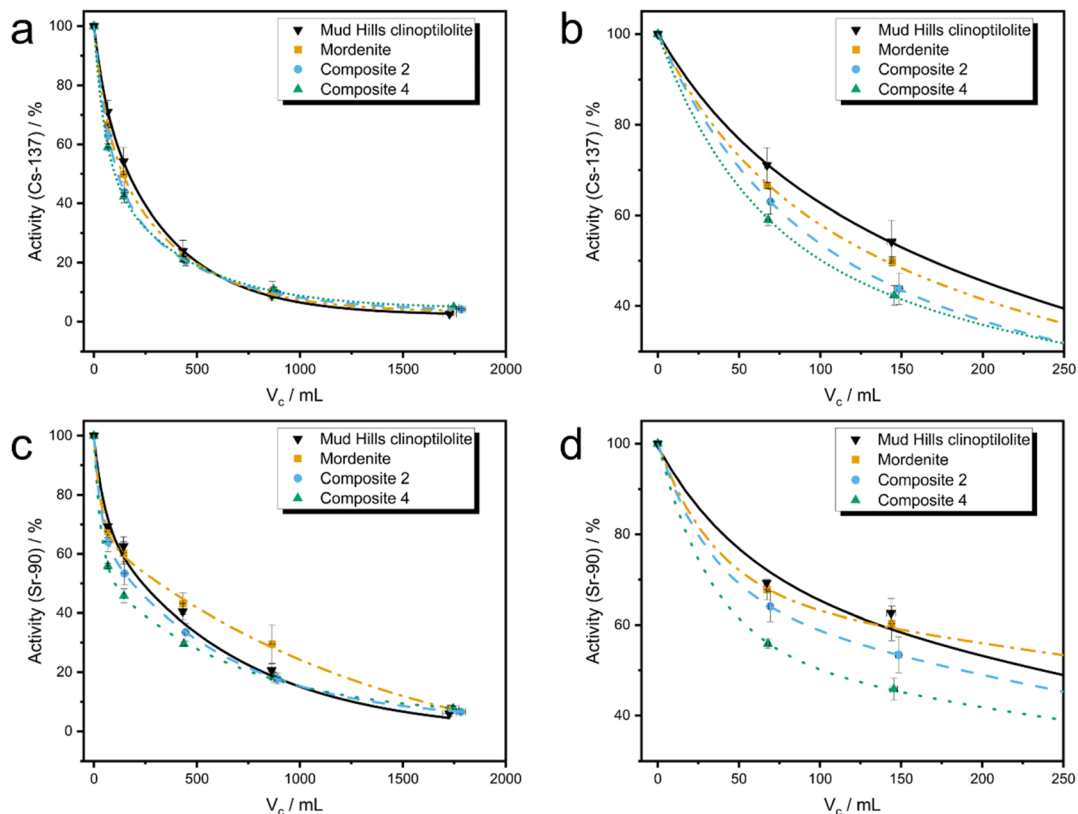 a
Activity (Cs-137) / %
100
80
60
40
20
0
Mud Hills clinoptilolite
Mordenite
Composite 2
Composite 4
0 500 1000 1500 2000
V_c / mL
b
Activity (Cs-137) / %
100
80
60
40
Mud Hills clinoptilolite
Mordenite
Composite 2
Composite 4
0 50 100 150 200 250
V_c / mL
c
Activity (Sr-90) / %
100
80
60
40
20
0
Mud Hills clinoptilolite
Mordenite
Composite 2
Composite 4
0 500 1000 1500 2000
V_c / mL
d
Activity (Sr-90) / %
100
80
60
40
Mud Hills clinoptilolite
Mordenite
Composite 2
Composite 4
0 50 100 150 200 250
V_c / mL